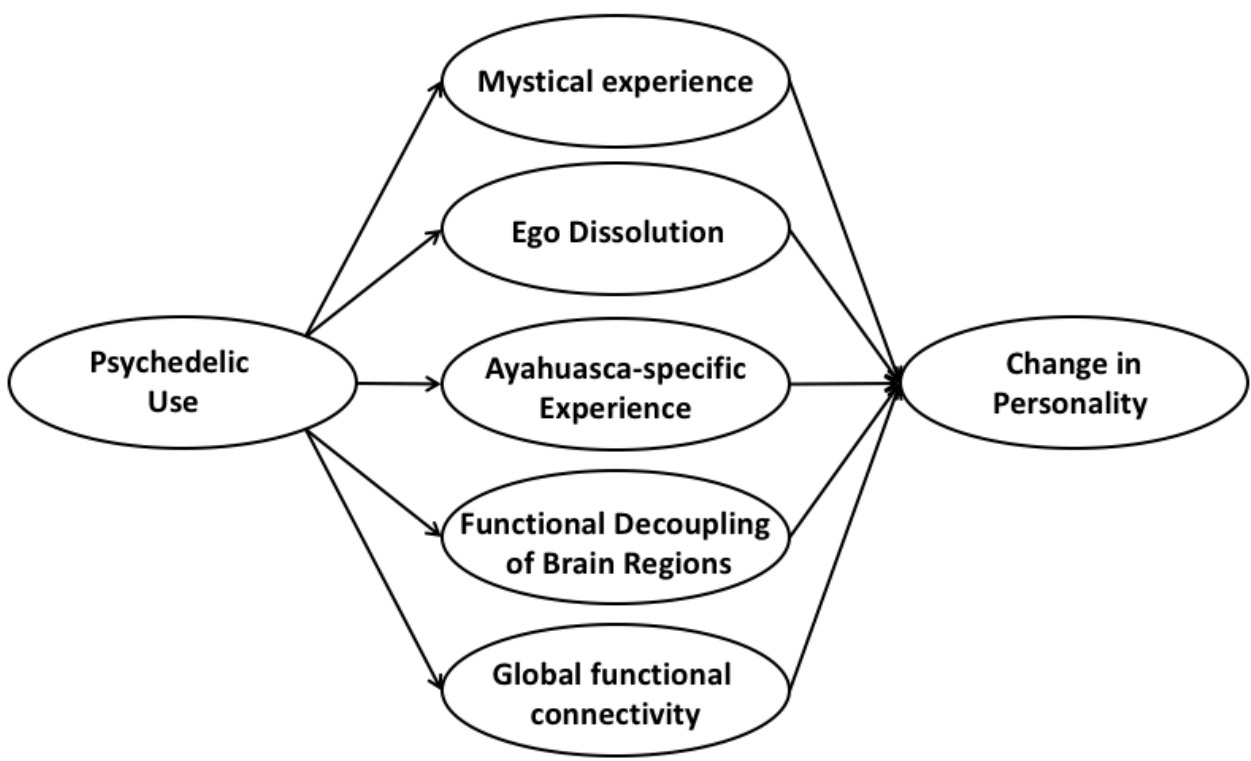 Mystical experience
Ego Dissolution
Psychedelic
Use
Ayahuasca-specific
Experience
Change in
Personality
Functional Decoupling
of Brain Regions
Global functional
connectivity